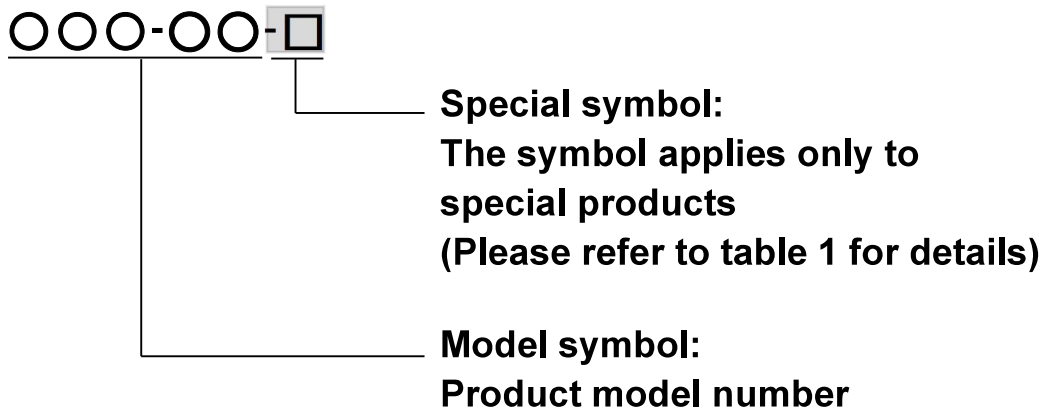 ○○○-○○-□
Special symbol:
The symbol applies only to
special products
(Please refer to table 1 for details)
Model symbol:
Product model number